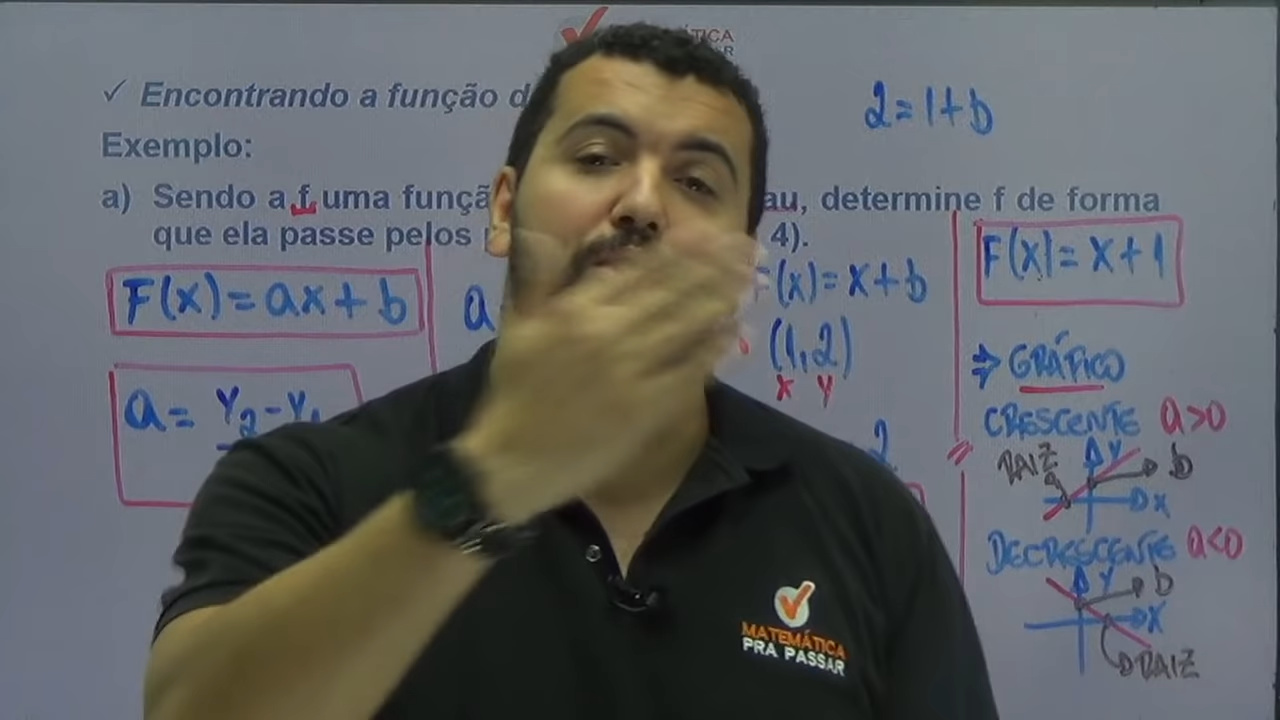 ✓ Encontrando a função d
2=1+b
Exemplo:
a) Sendo a f uma funçã au, determine f de forma
que ela passe pelos 4).
F(x)=ax+b
a
F(x)=x+b
F(x)=x+1
(1,2)
x y
a= Y2-Y1
2
⇒ GRÁFICO
CRESCENTE a>0
RAIZ
Y
b
X
DECRESCENTE a<0
Y
b
X
RAIZ
MATEMÁTICA
PRA PASSAR